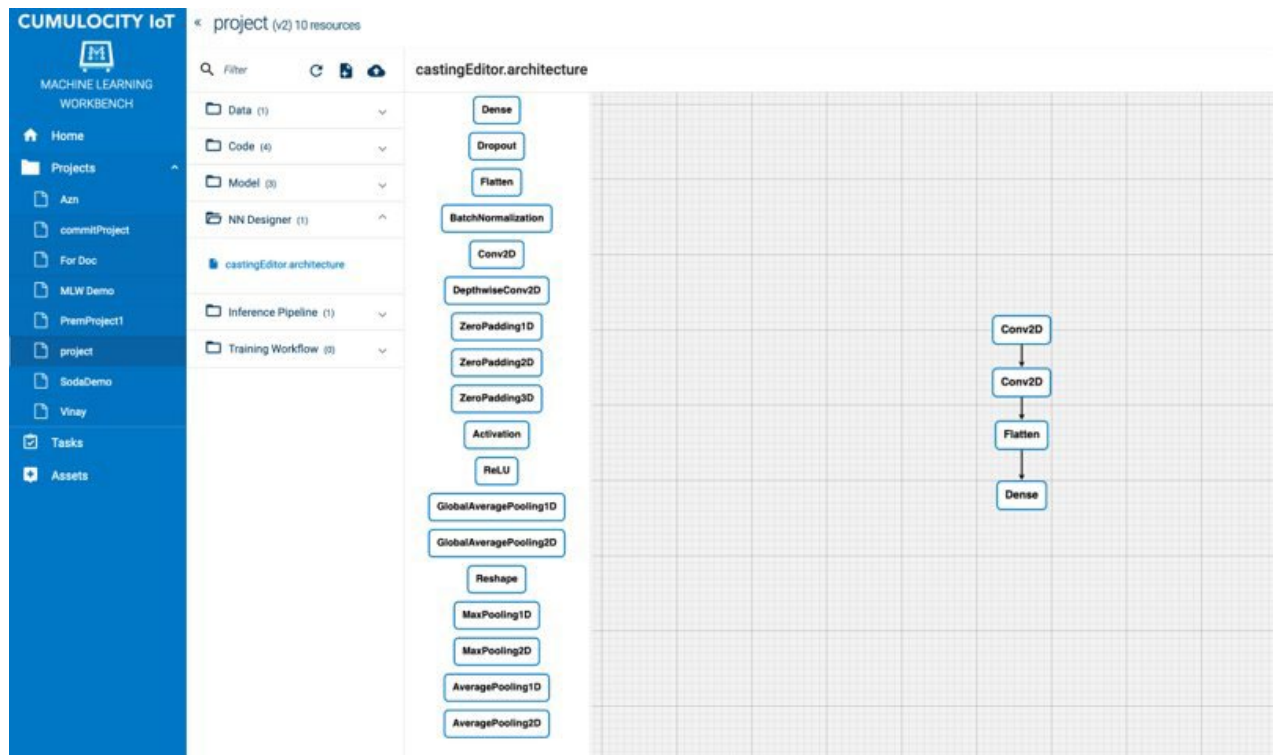 CUMULOCITY IoT
MACHINE LEARNING
WORKBENCH
Home
Projects
Azn
commitProject
For Doc
MLW Demo
PremProject1
project
SodaDemo
Vinay
Tasks
Assets
« project (v2) 10 resources
Filter
Data (1)
Code (4)
Model (3)
NN Designer (1)
castingEditor.architecture
Inference Pipeline (1)
Training Workflow (0)
castingEditor.architecture
Dense
Dropout
Flatten
BatchNormalization
Conv2D
DepthwiseConv2D
ZeroPadding1D
ZeroPadding2D
ZeroPadding3D
Activation
ReLU
GlobalAveragePooling1D
GlobalAveragePooling2D
Reshape
MaxPooling1D
MaxPooling2D
AveragePooling1D
AveragePooling2D
Conv2D
Conv2D
Flatten
Dense